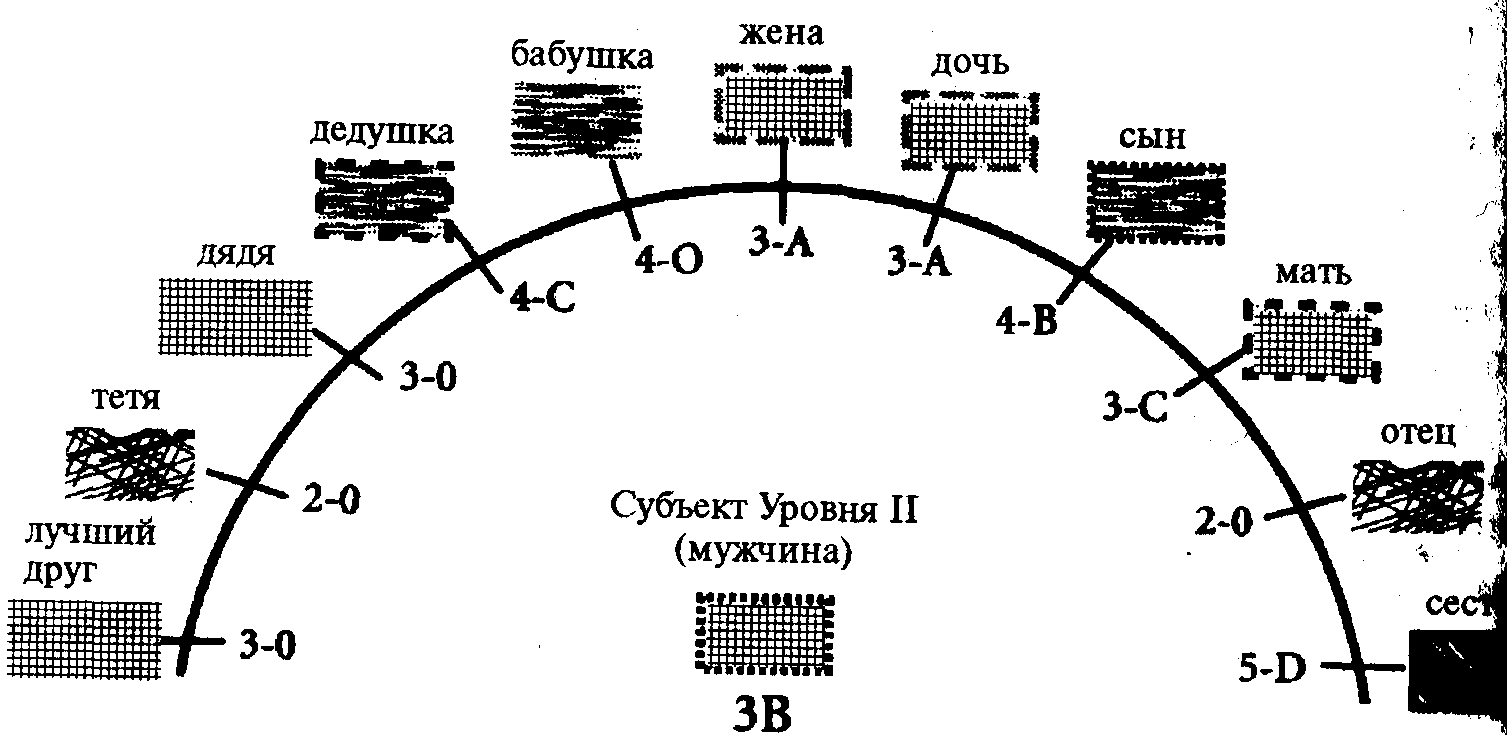 жена
бабушка
дочь
дедушка
сын
4-O
3-A
3-A
дядя
4-C
мать
4-B
3-0
тетя
3-C
отец
2-0
Субъект Уровня II
(мужчина)
2-0
лучший
друг
3-0
5-D
3B